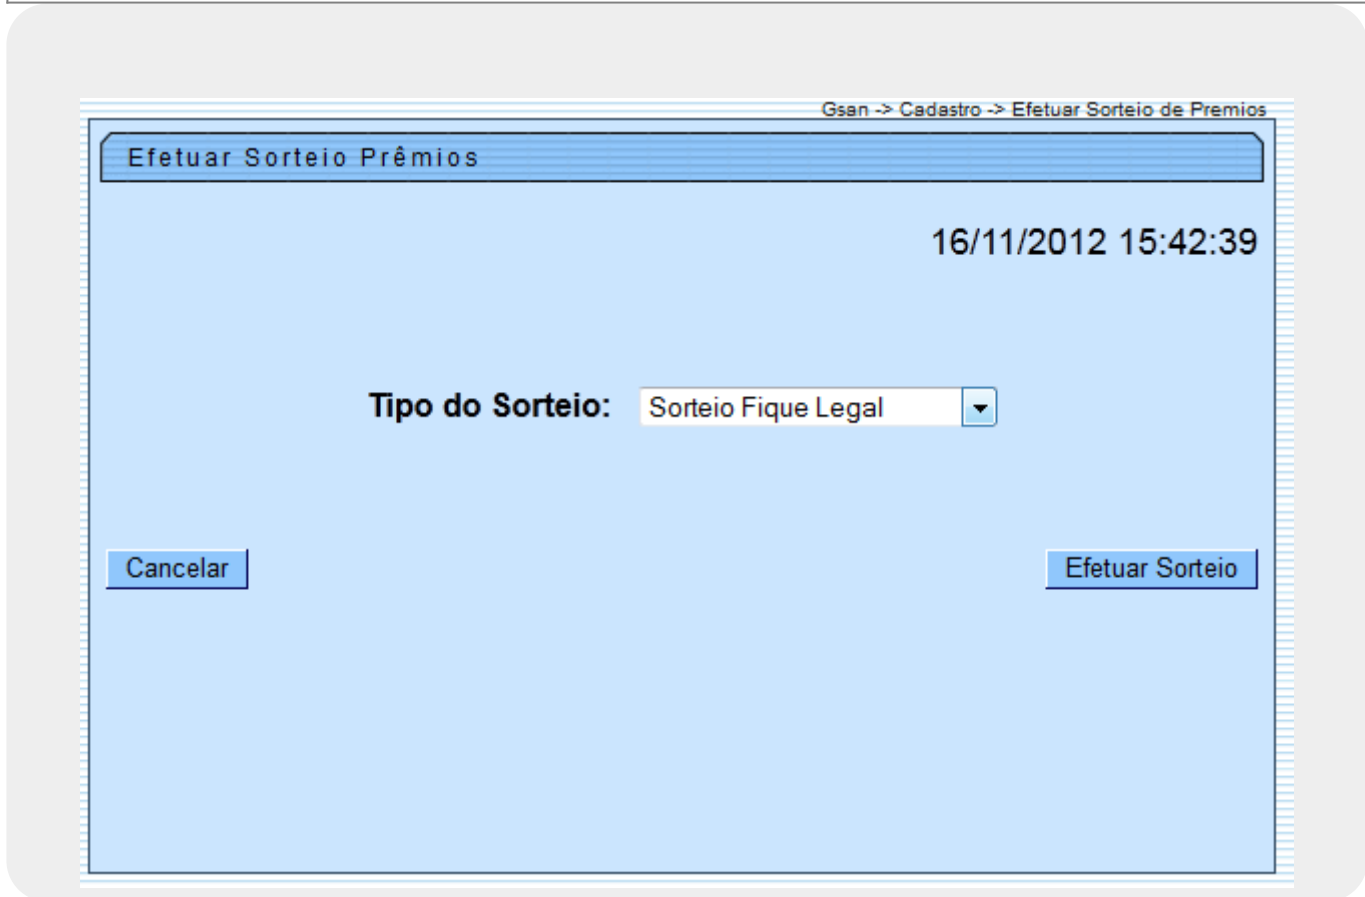 Gsan -> Cadastro -> Efetuar Sorteio de Premios
Efetuar Sorteio Prêmios
16/11/2012 15:42:39
Tipo do Sorteio: Sorteio Fique Legal
Cancelar Efetuar Sorteio